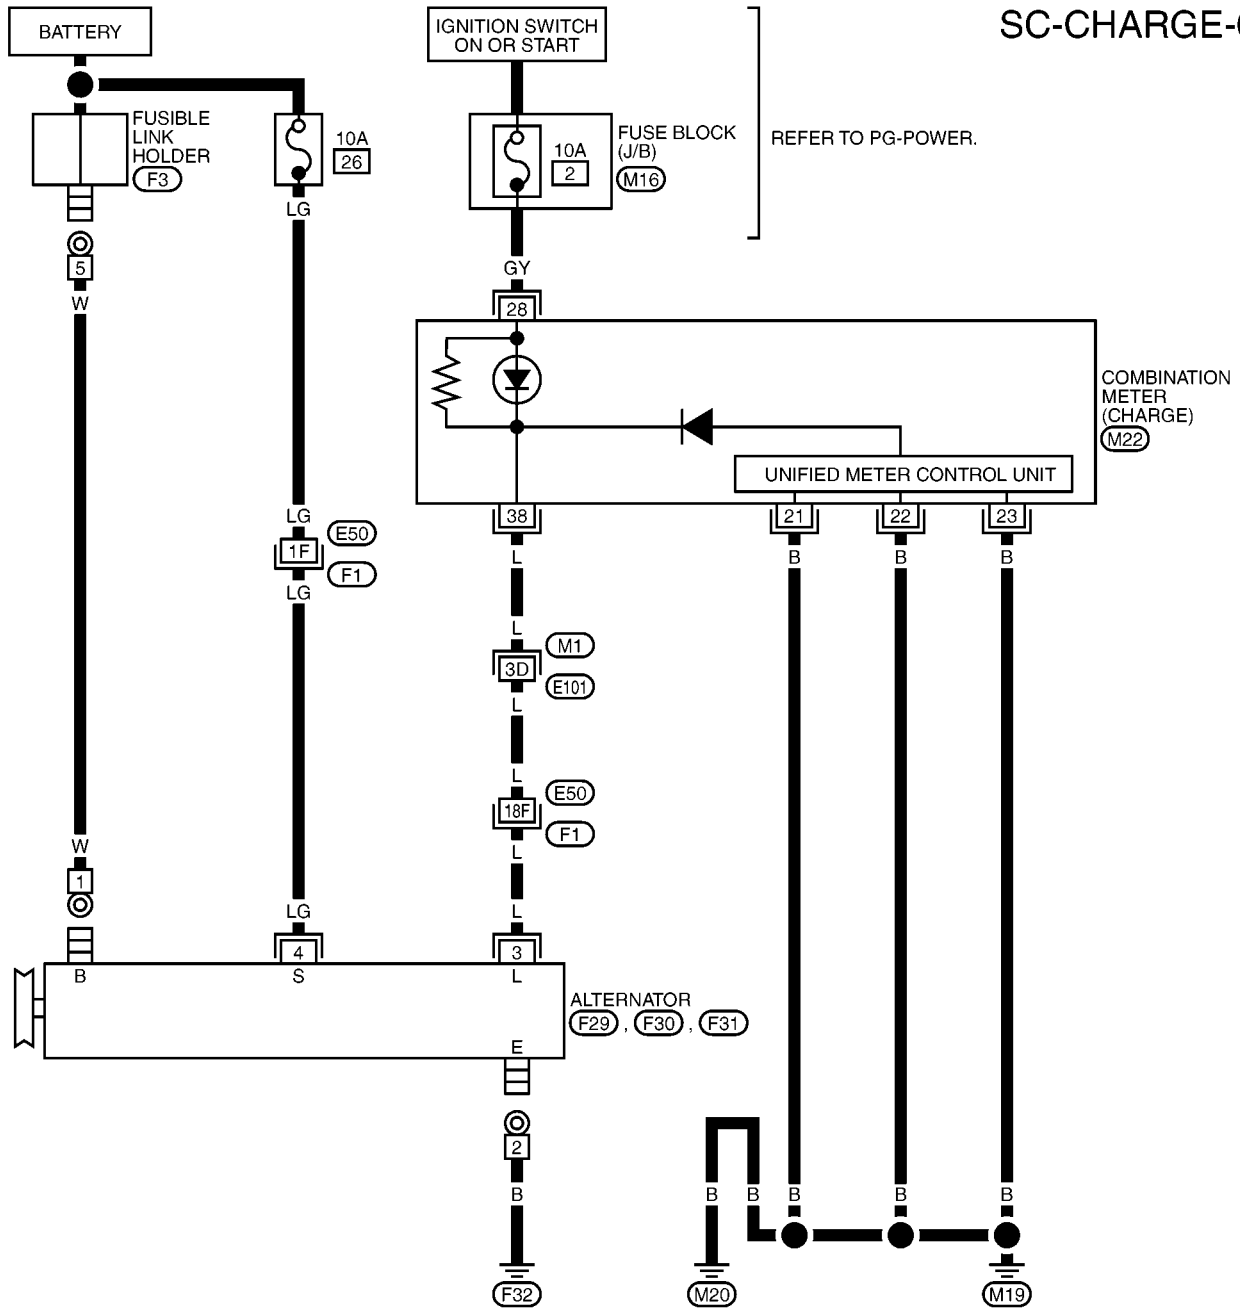 SC-CHARGE-
BATTERY
IGNITION SWITCH
ON OR START
FUSIBLE
LINK
HOLDER
F3
10A
26
10A
2
FUSE BLOCK
(J/B)
M16
REFER TO PG-POWER.
LG
5
W
GY
28
COMBINATION
METER
(CHARGE)
M22
UNIFIED METER CONTROL UNIT
38
21
22
23
LG
1F
E50
F1
LG
L
B
B
B
L
3D
M1
E101
L
L
18F
E50
F1
L
W
1
LG
4
L
3
B
S
L
E
ALTERNATOR
F29 , F30 , F31
2
B
F32
B
B
B
B
B
M20
M19